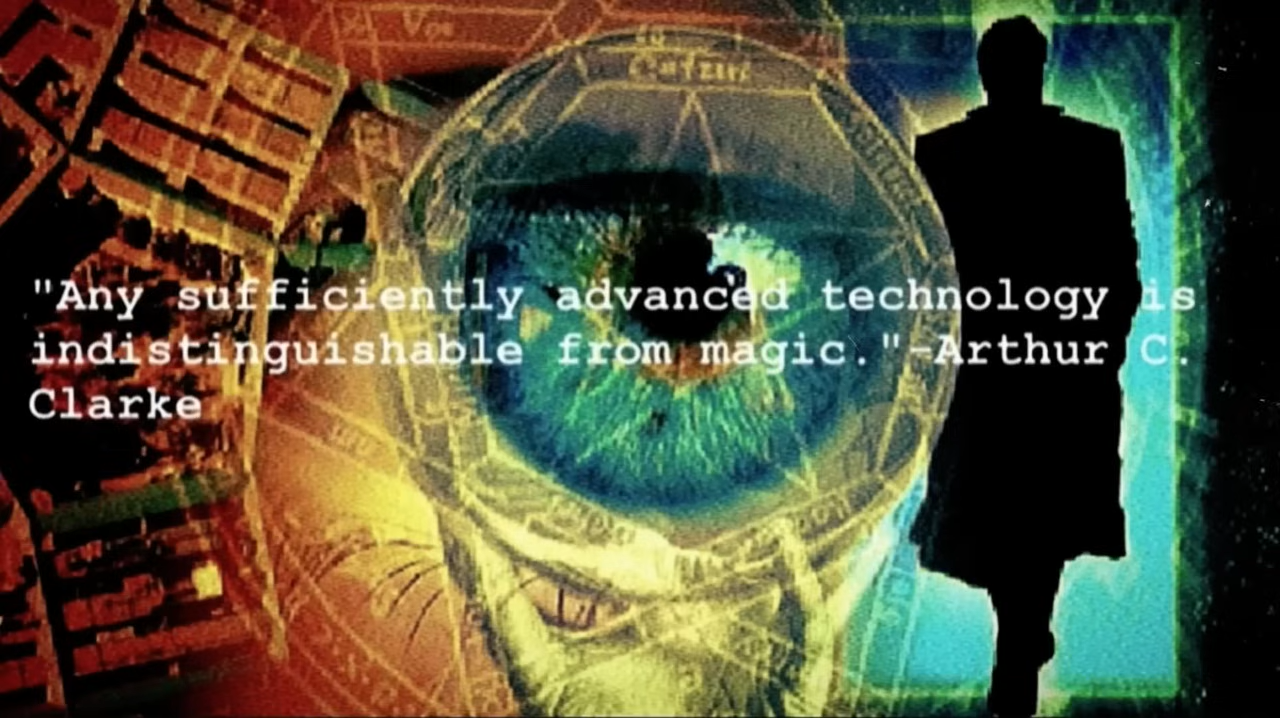 "Any sufficiently advanced technology is
indistinguishable from magic."-Arthur C.
Clarke